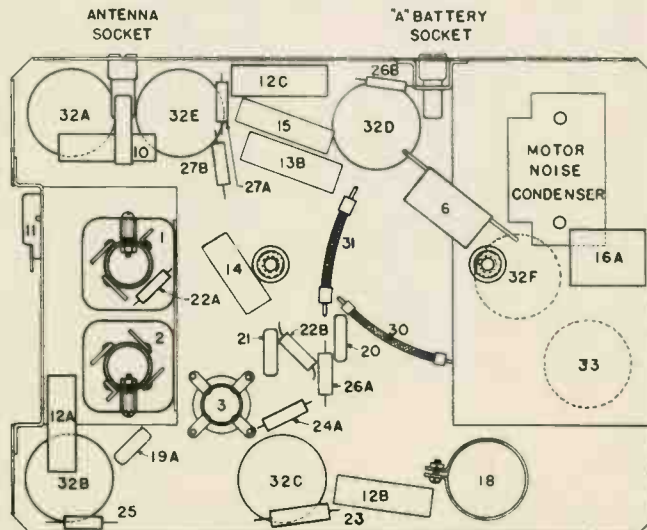 ANTENNA
SOCKET
"A" BATTERY
SOCKET
12C
26B
32A
32E
15
32D
10
13B
27B
27A
MOTOR
NOISE
CONDENSER
6
11
1
31
14
16A
32F
22A
2
21
22B
20
30
33
26A
3
12A
24A
19A
32B
32C
12B
18
25
23